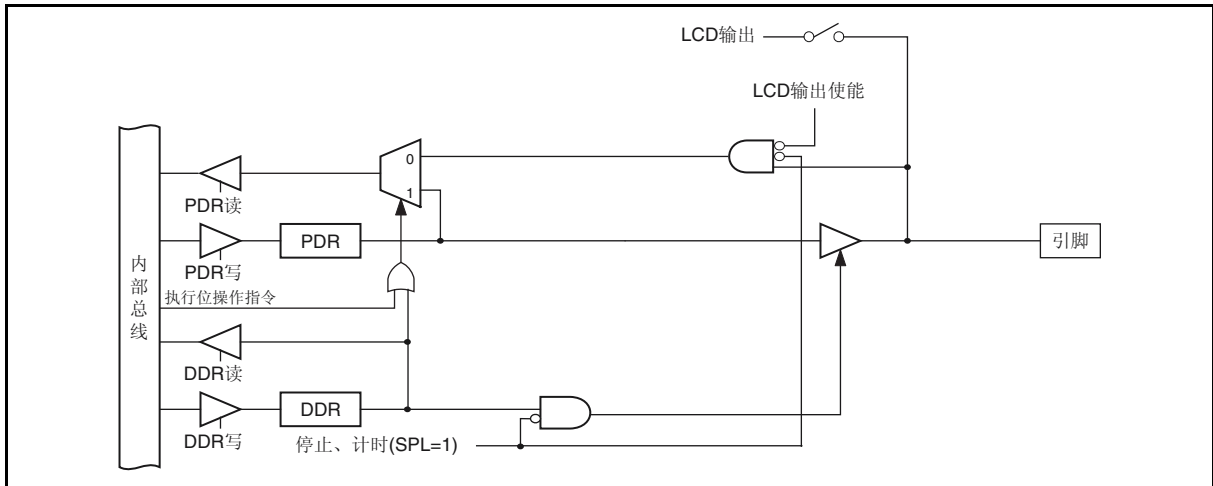 LCD输出
LCD输出使能
0
1
PDR读
PDR
引脚
PDR写
内部总线
执行位操作指令
DDR读
DDR
DDR写
停止、计时(SPL=1)